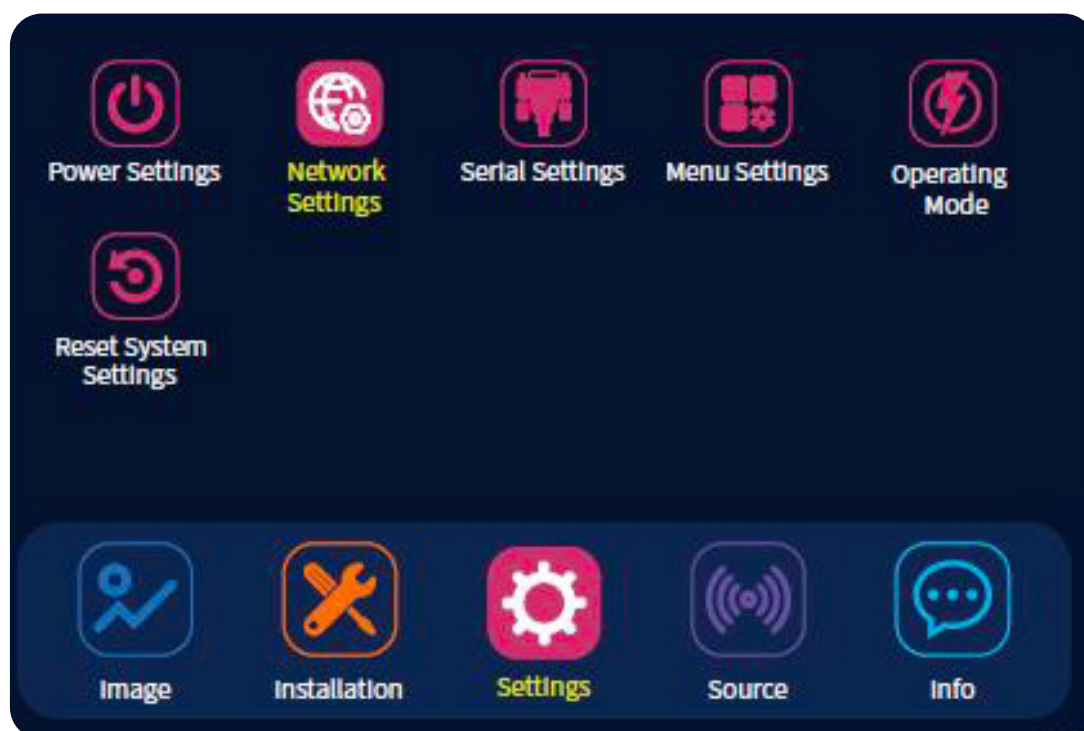 Power Settings
Network
Settings
Serial Settings
Menu Settings
Operating
Mode
Reset System
Settings
Image
Installation
Settings
Source
Info